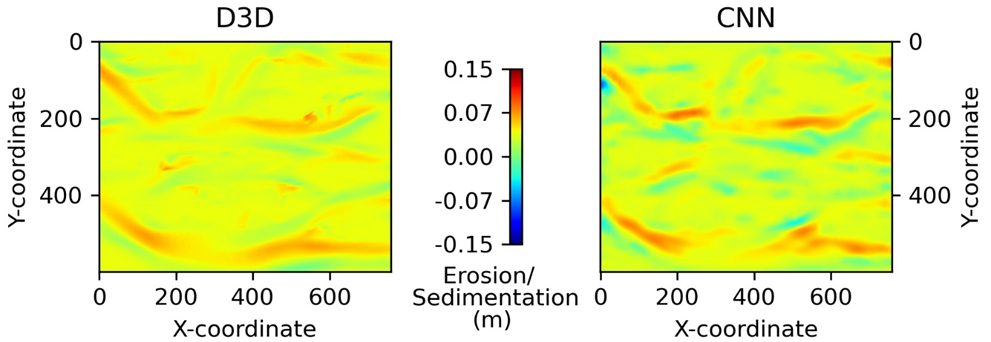 D3D
0
200
400
Y-coordinate
0 200 400 600
X-coordinate
0.15
0.07
0.00
-0.07
-0.15
Erosion/
Sedimentation
(m)
CNN
0
200
400
Y-coordinate
0 200 400 600
X-coordinate